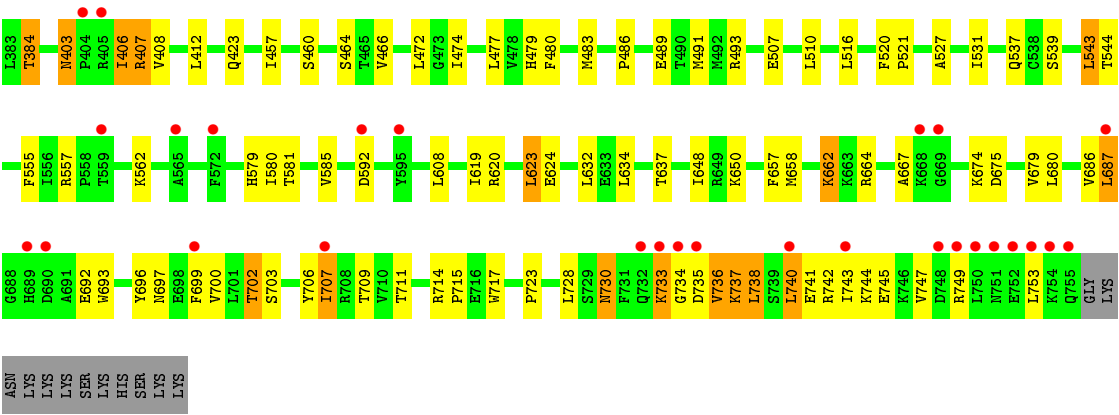 L383 T384 N403 P404 R405 I406 R407 V408 L412 Q423 I457 S460 S464 T465 V466 L472 G473 I474 L477 V478 H479 F480 M483 P486 E489 T490 M491 M492 R493 E507 L510 L516 F520 P521 A527 I531 Q537 C538 S539 L543 T544
F555 I556 R557 P558 T559 K562 A565 F572 H579 I580 T581 V585 D592 Y595 L608 I619 R620 L623 E624 L632 E633 L634 T637 I648 R649 K650 F657 M658 K662 K663 R664 A667 K668 G669 K674 D675 V679 L680 V686 L687
G688 H689 D690 A691 E692 W693 Y696 N697 E698 F699 V700 L701 T702 S703 Y706 I707 R708 T709 V710 T711 R714 P715 E716 W717 P723 L728 S729 N730 F731 Q732 K733 G734 D735 V736 K737 L738 S739 L740 E741 R742 I743 K744 E745 K746 V747 D748 R749 L750 N751 E752 L753 K754 Q755 GLY LYS
ASN LYS LYS LYS SER LYS HIS SER LYS LYS